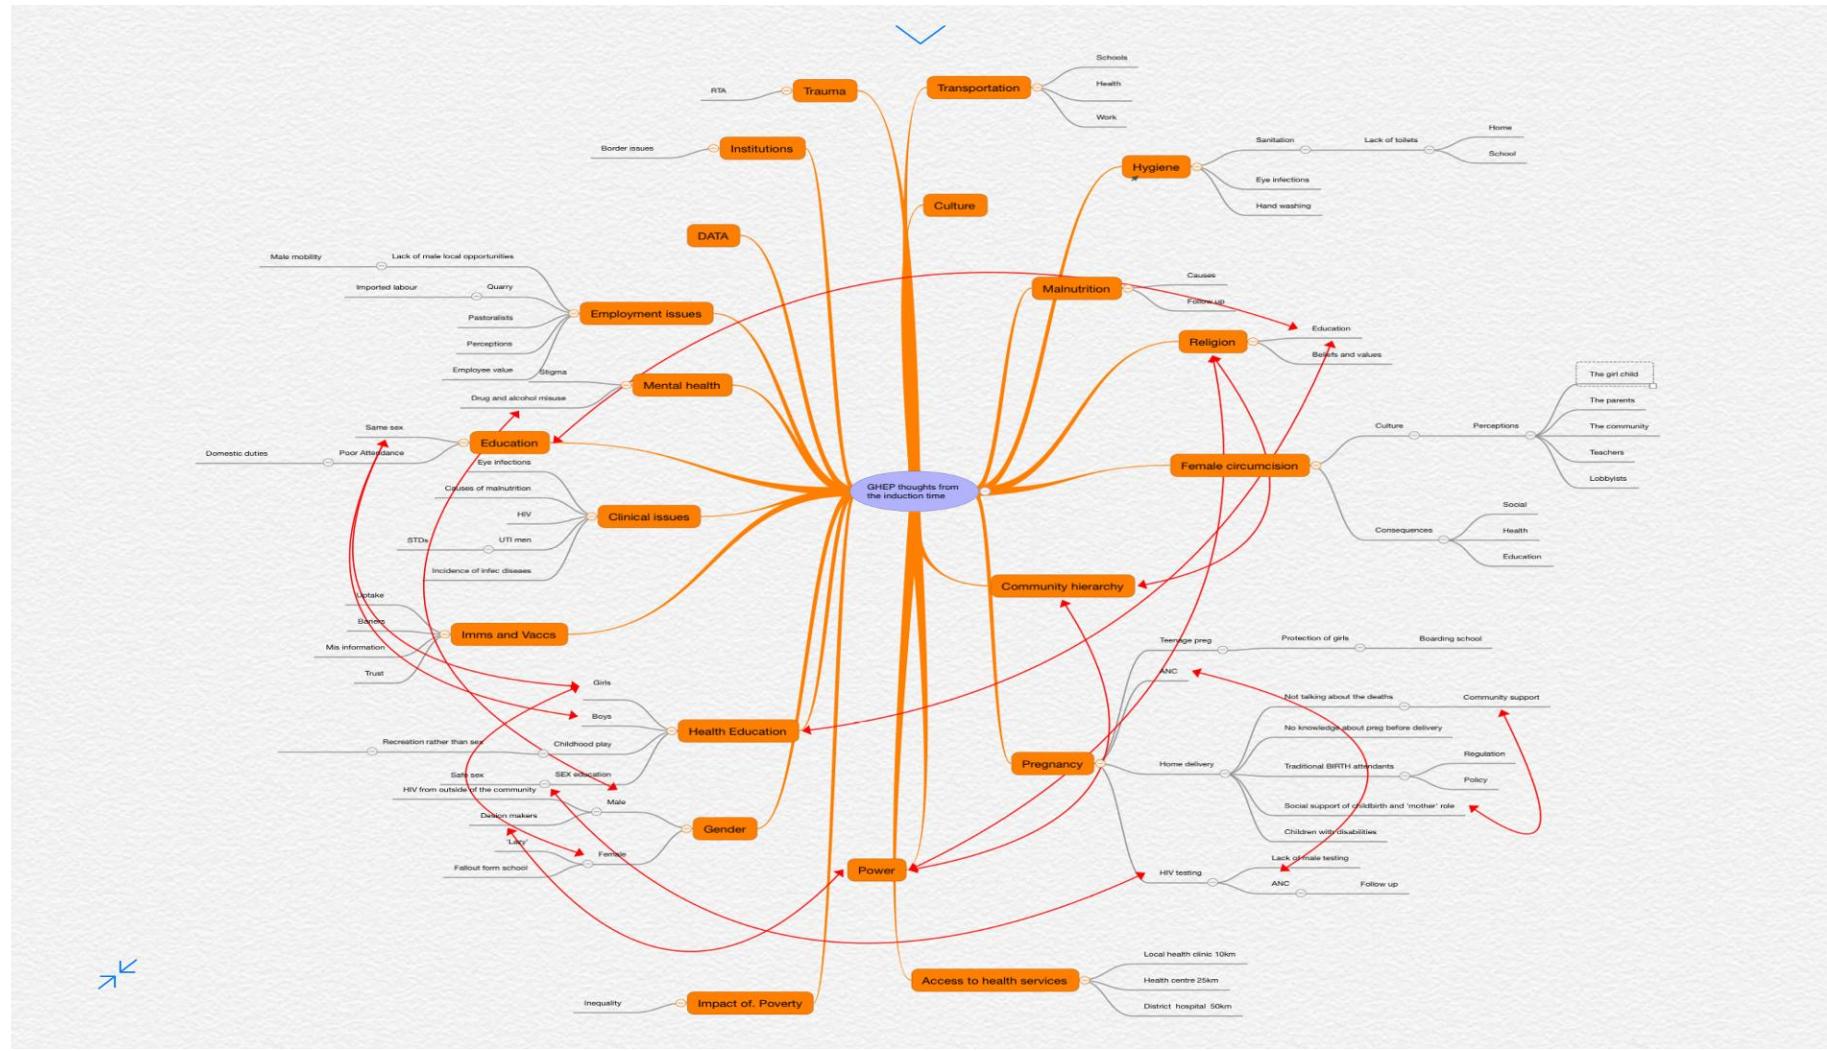 GHEP thoughts from
the induction time
Trauma
RTA
Institutions
Border issues
DATA
Employment issues
Lack of male local opportunities
Male mobility
Quarry
Imported labour
Pastoralists
Perceptions
Employee value
Mental health
Stigma
Drug and alcohol misuse
Education
Same sex
Poor Attendance
Domestic duties
Clinical issues
Eye infections
Causes of malnutrition
HIV
UTI men
STDs
Incidence of infec diseaes
Imms and Vaccs
Uptake
Mis information
Trust
Health Education
Girls
Boys
Childhood play
Recreation rather than sex
SEX education
Safe sex
Gender
Male
HIV from outside of the community
makers
Female
'Lazy'
Fallout form school
Impact of. Poverty
Inequality
Transportation
Schools
Health
Work
Hygiene
Sanitation
Lack of toilets
Home
School
Eye infections
Hand washing
Culture
Malnutrition
Causes
Follow up
Religion
Education
Beliefs and values
Female circumcision
Culture
Perceptions
The girl child
The parents
The community
Teachers
Lobbyists
Consequences
Social
Health
Education
Community hierarchy
Pregnancy
Teenage preg
Protection of girls
Boarding school
ANC
Home delivery
Not talking about the deaths
Community support
No knowledge about preg before delivery
Traditional BIRTH attendants
Regulation
Policy
Social support of childbirth and 'mother' role
Children with disabilities
HIV testing
Lack of male testing
ANC
Follow up
Power
Access to health services
Local health clinic 10km
Health centre 25km
District hospital 50km